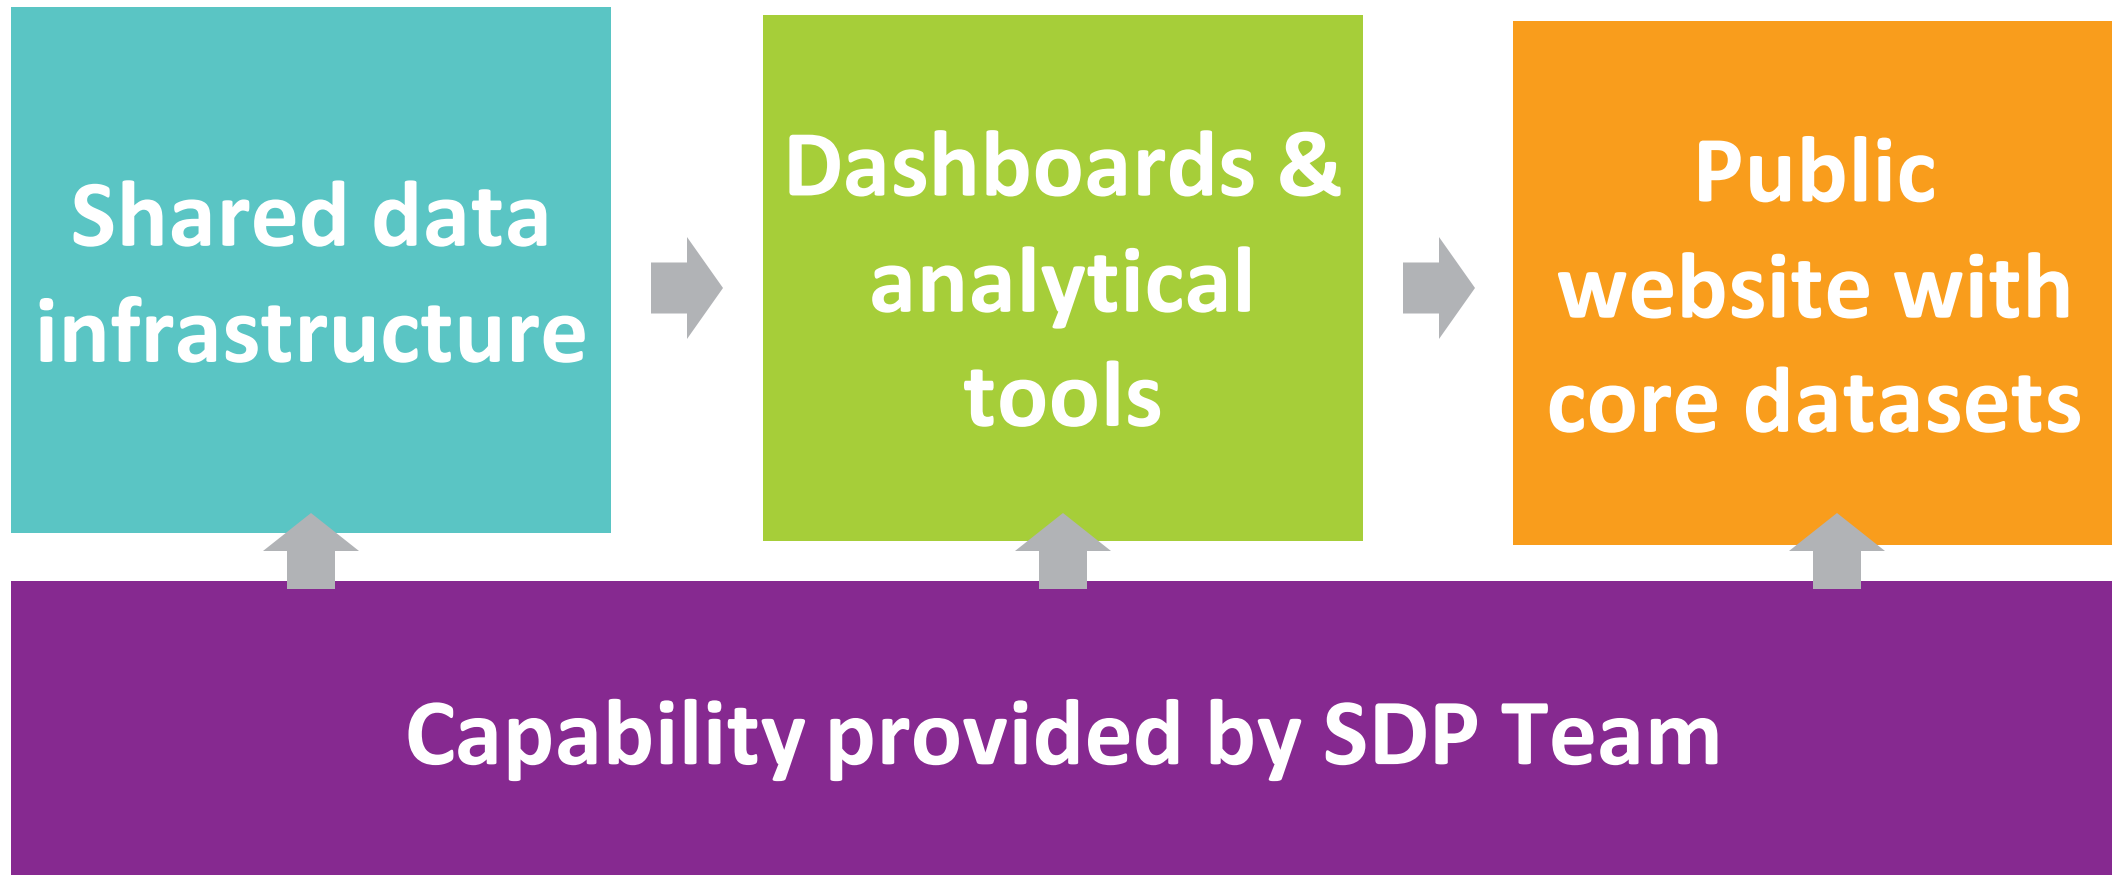 Shared data
infrastructure
Dashboards &
analytical
tools
Public
website with
core datasets
Capability provided by SDP Team